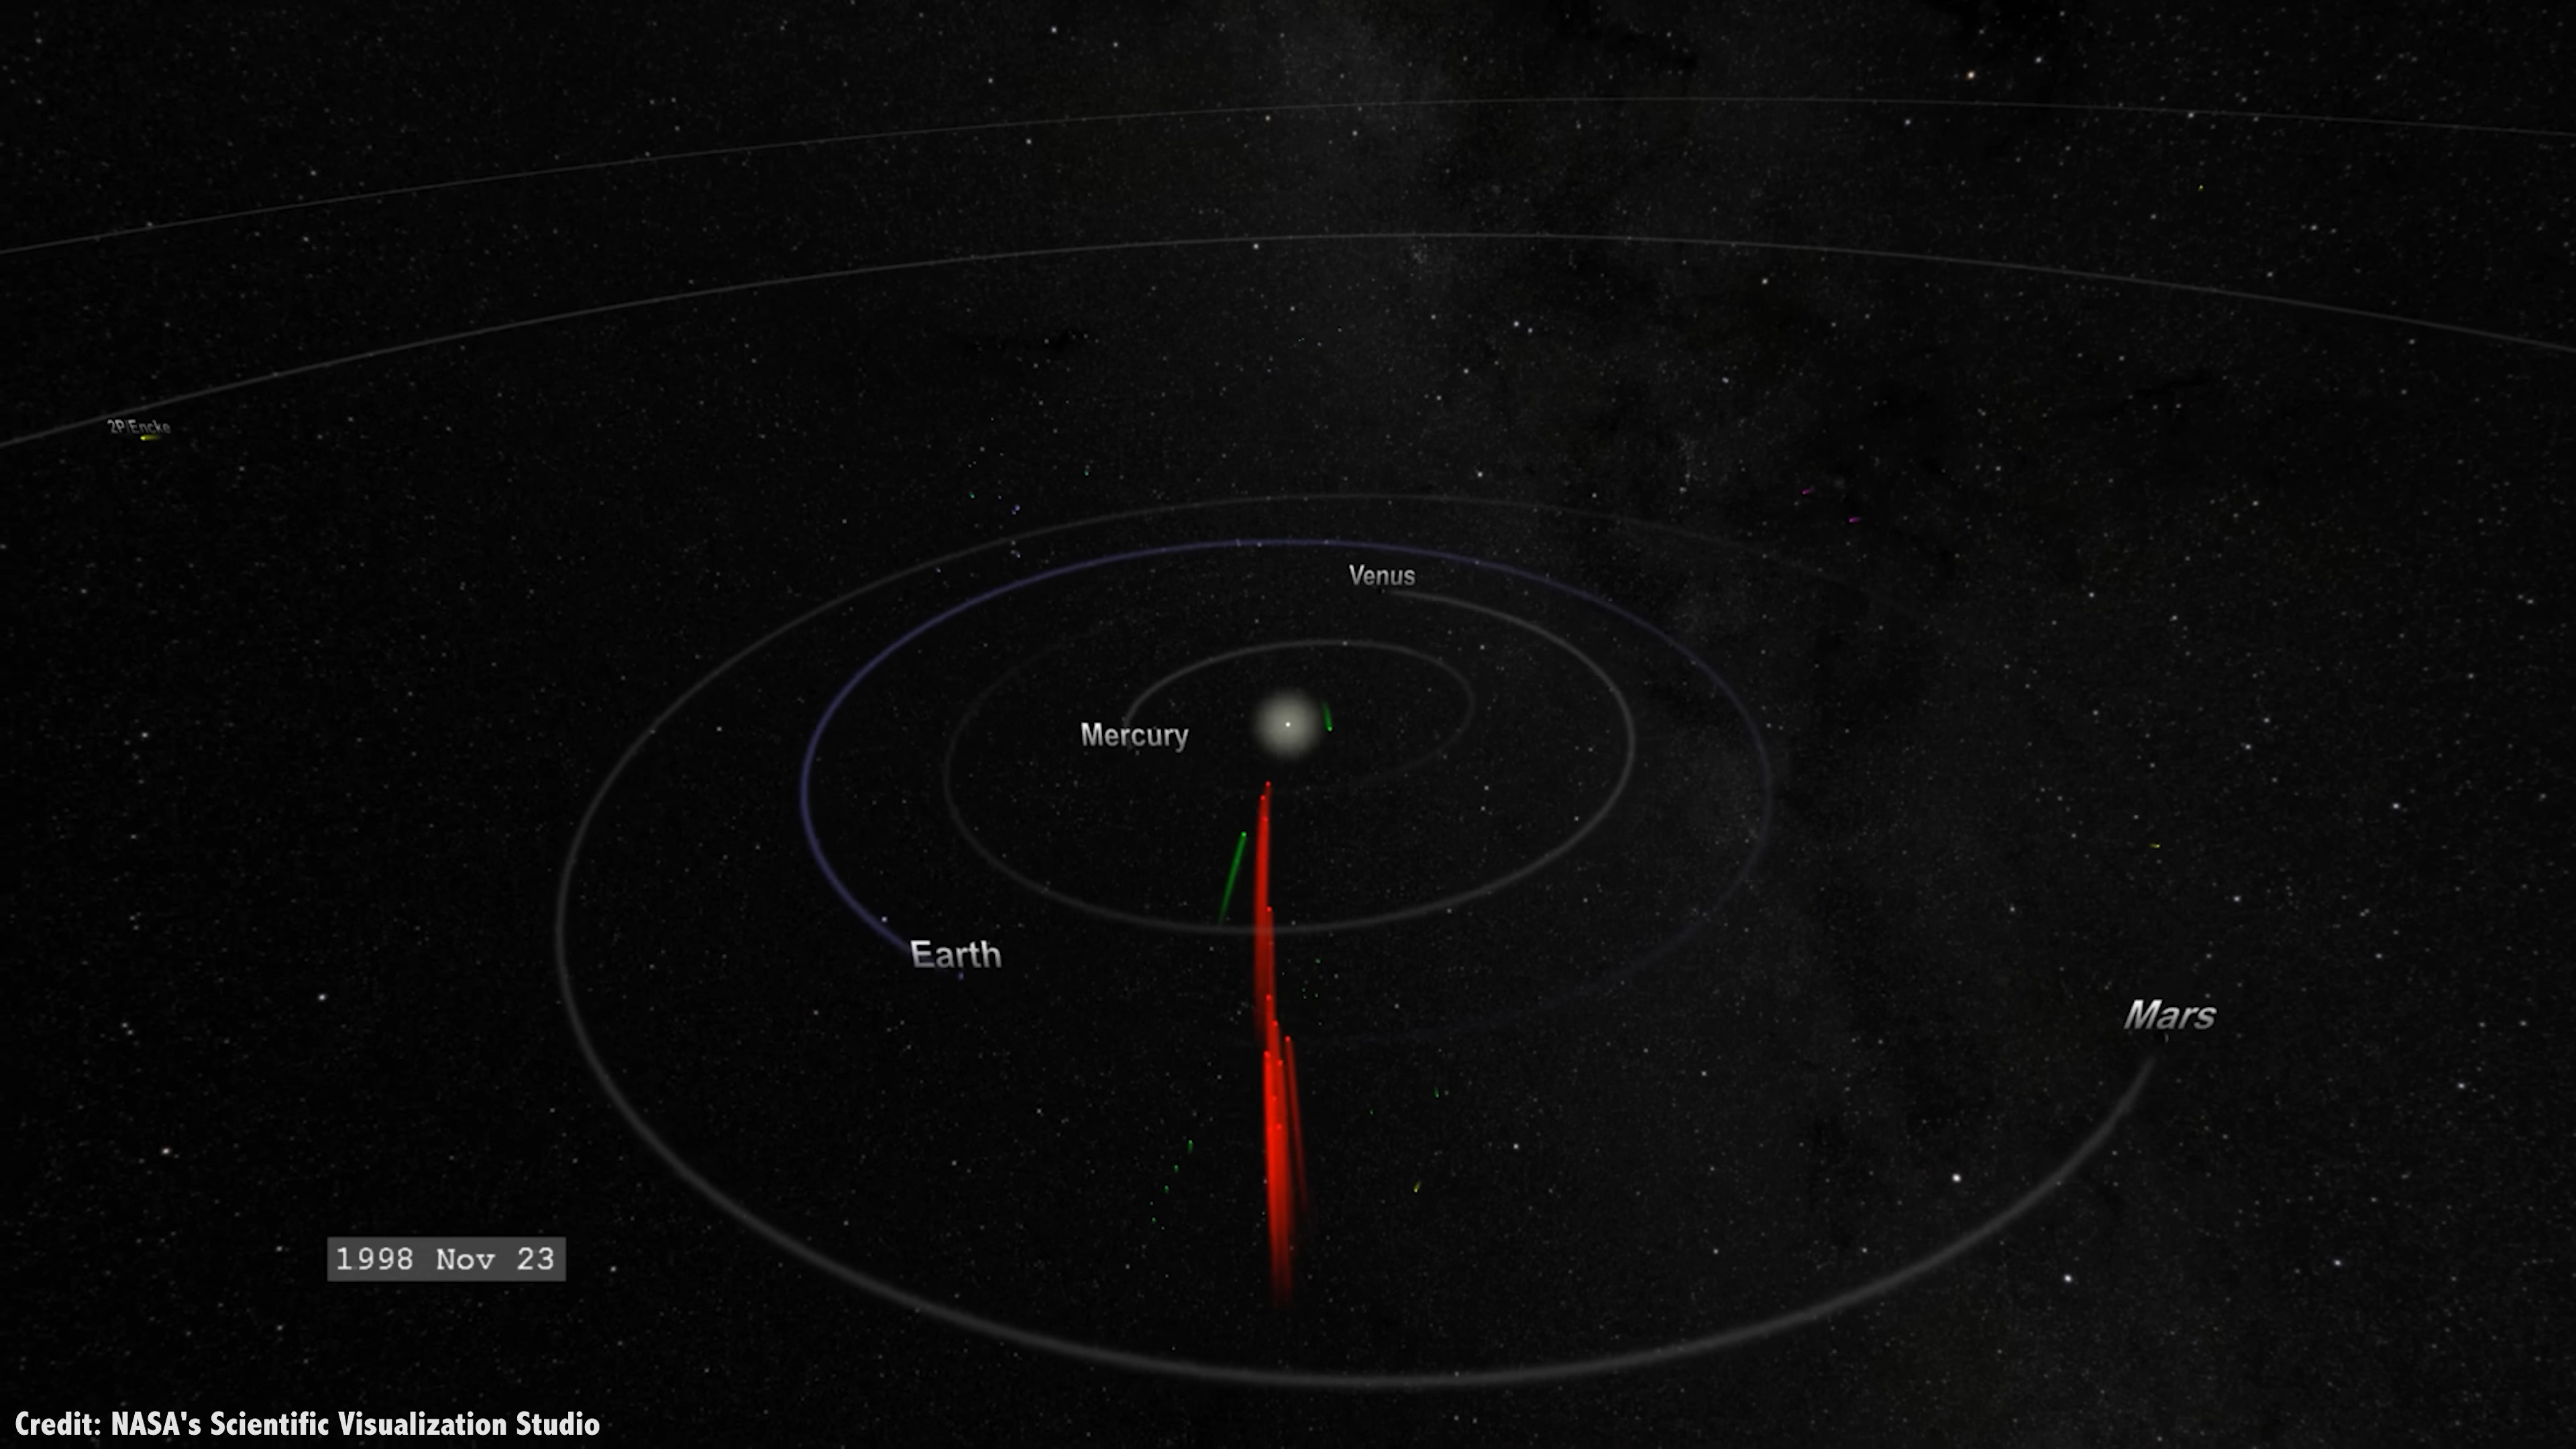 2P/Encke
Venus
Mercury
Earth
Mars
1998 Nov 23
Credit: NASA's Scientific Visualization Studio